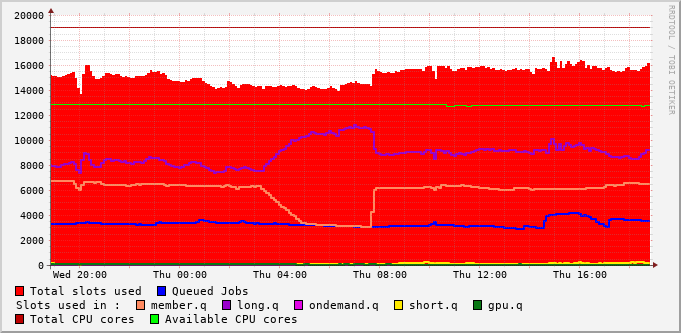 20000
18000
16000
14000
12000
10000
8000
6000
4000
2000
0
Wed 20:00 Thu 00:00 Thu 04:00 Thu 08:00 Thu 12:00 Thu 16:00
Total slots used Queued Jobs
Slots used in : member.q long.q ondemand.q short.q gpu.q
Total CPU cores Available CPU cores
RRDTOOL / TOBI OETIKER